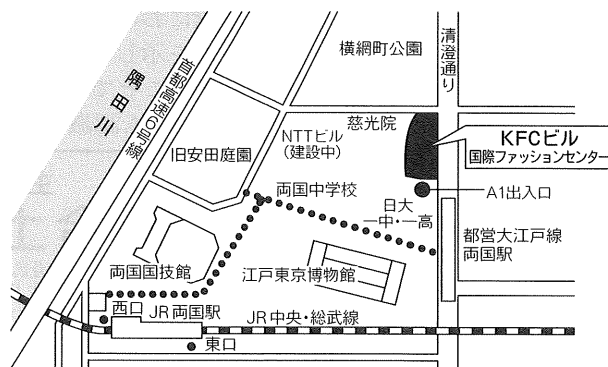 横網町公園
清澄通り
隅田川
首都高速6号線
慈光院
KFCビル
国際ファッションセンター
NTTビル
(建設中)
旧安田庭園
両国中学校
A1出入口
日大
一中・一高
都営大江戸線
両国駅
両国国技館
江戸東京博物館
西口
JR両国駅
JR中央・総武線
東口